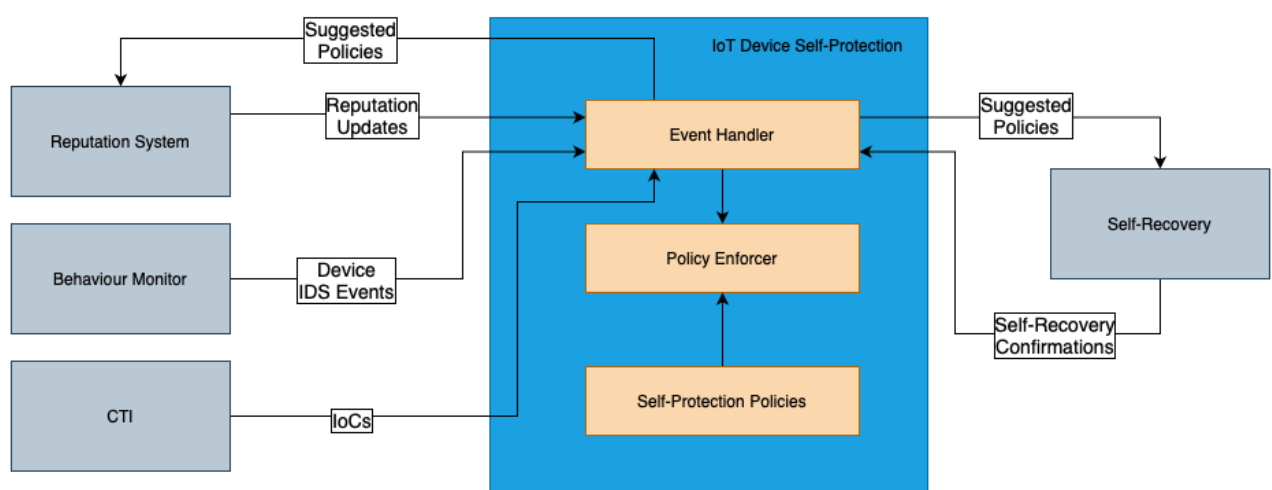 Suggested
Policies
IoT Device Self-Protection
Reputation
Updates
Suggested
Policies
Reputation System
Event Handler
Self-Recovery
Behaviour Monitor
Device
IDS Events
Policy Enforcer
Self-Recovery
Confirmations
CTI
IoCs
Self-Protection Policies